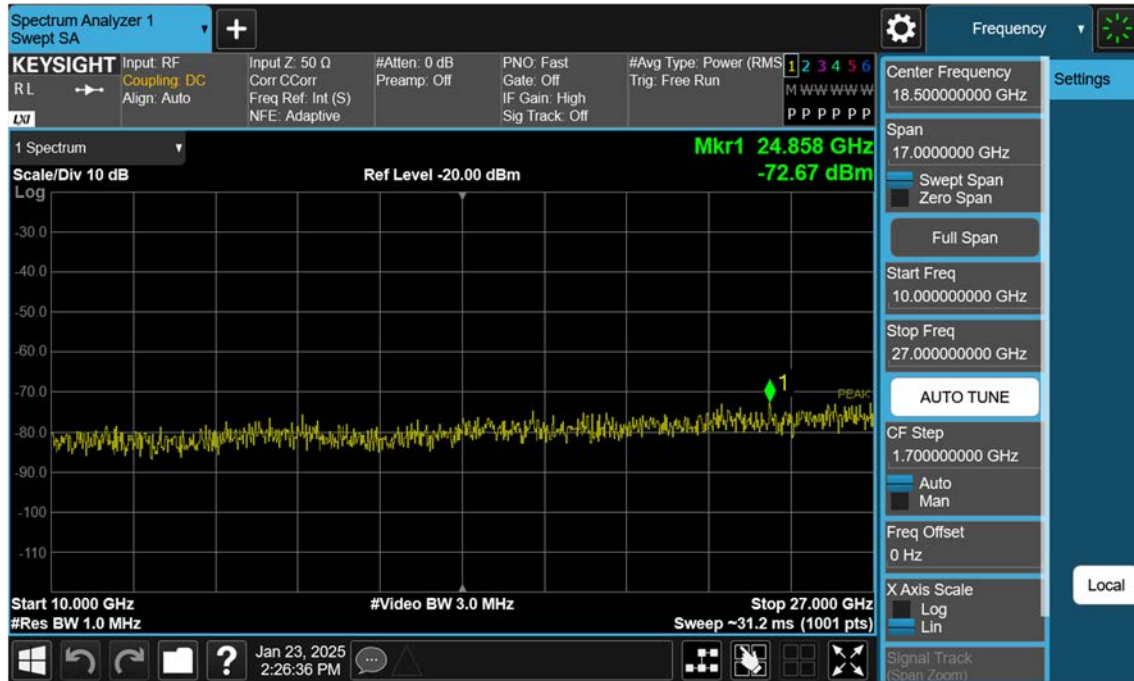 Spectrum Analyzer 1
Swept SA
+
Frequency
KEYSIGHT
RL
LXI
Input: RF
Coupling: DC
Align: Auto
Input Z: 50 Ω
Corr CCorr
Freq Ref: Int (S)
NFE: Adaptive
#Atten: 0 dB
Preamp: Off
PNO: Fast
Gate: Off
IF Gain: High
Sig Track: Off
#Avg Type: Power (RMS
Trig: Free Run
1 2 3 4 5 6
M W W W W W
P P P P P P
1 Spectrum
Mkr1 24.858 GHz
Scale/Div 10 dB
Ref Level -20.00 dBm
-72.67 dBm
Log
-30.0
-40.0
-50.0
-60.0
-70.0
-80.0
-90.0
-100
-110
1
PEAK
Start 10.000 GHz
#Video BW 3.0 MHz
Stop 27.000 GHz
#Res BW 1.0 MHz
Sweep ~31.2 ms (1001 pts)
Center Frequency
18.500000000 GHz
Settings
Span
17.0000000 GHz
Swept Span
Zero Span
Full Span
Start Freq
10.000000000 GHz
Stop Freq
27.000000000 GHz
AUTO TUNE
CF Step
1.700000000 GHz
Auto
Man
Freq Offset
0 Hz
X Axis Scale
Log
Lin
Local
Signal Track
(Span Zoom)
?
Jan 23, 2025
2:26:36 PM